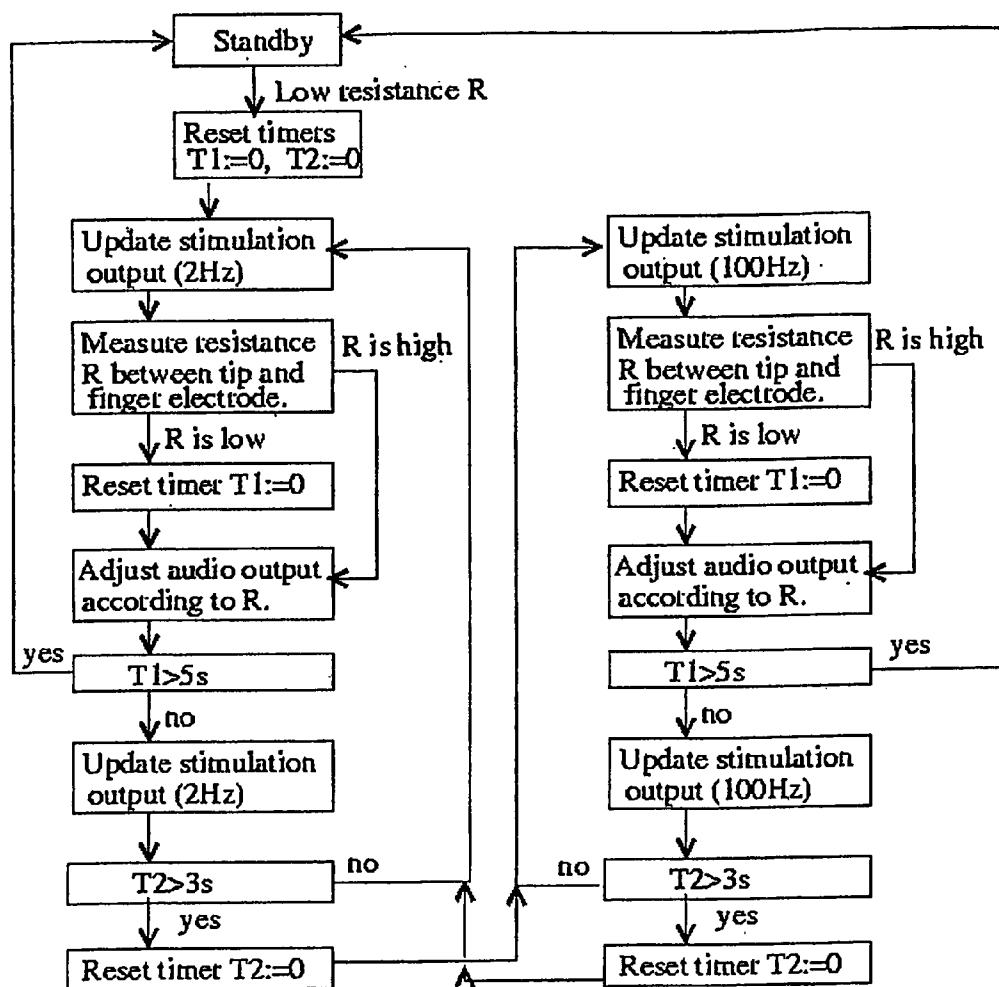 Standby
Low resistance R
Reset timers
T1:=0, T2:=0
Update stimulation
output (2Hz)
Measure resistance
R between tip and
finger electrode.
R is high
R is low
Reset timer T1:=0
Adjust audio output
according to R.
yes
T1>5s
no
Update stimulation
output (2Hz)
T2>3s
no
yes
Reset timer T2:=0
Update stimulation
output (100Hz)
Measure resistance
R between tip and
finger electrode.
R is high
R is low
Reset timer T1:=0
Adjust audio output
according to R.
T1>5s
yes
no
Update stimulation
output (100Hz)
no
T2>3s
yes
Reset timer T2:=0